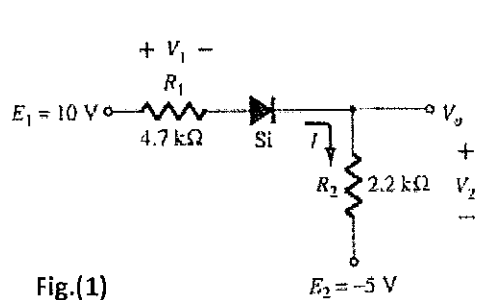 + V₁ −
R₁
E₁ = 10 V
4.7 kΩ
Si
I
Vₒ
+
R₂
2.2 kΩ
V₂
−
E₂ = −5 V
Fig.(1)